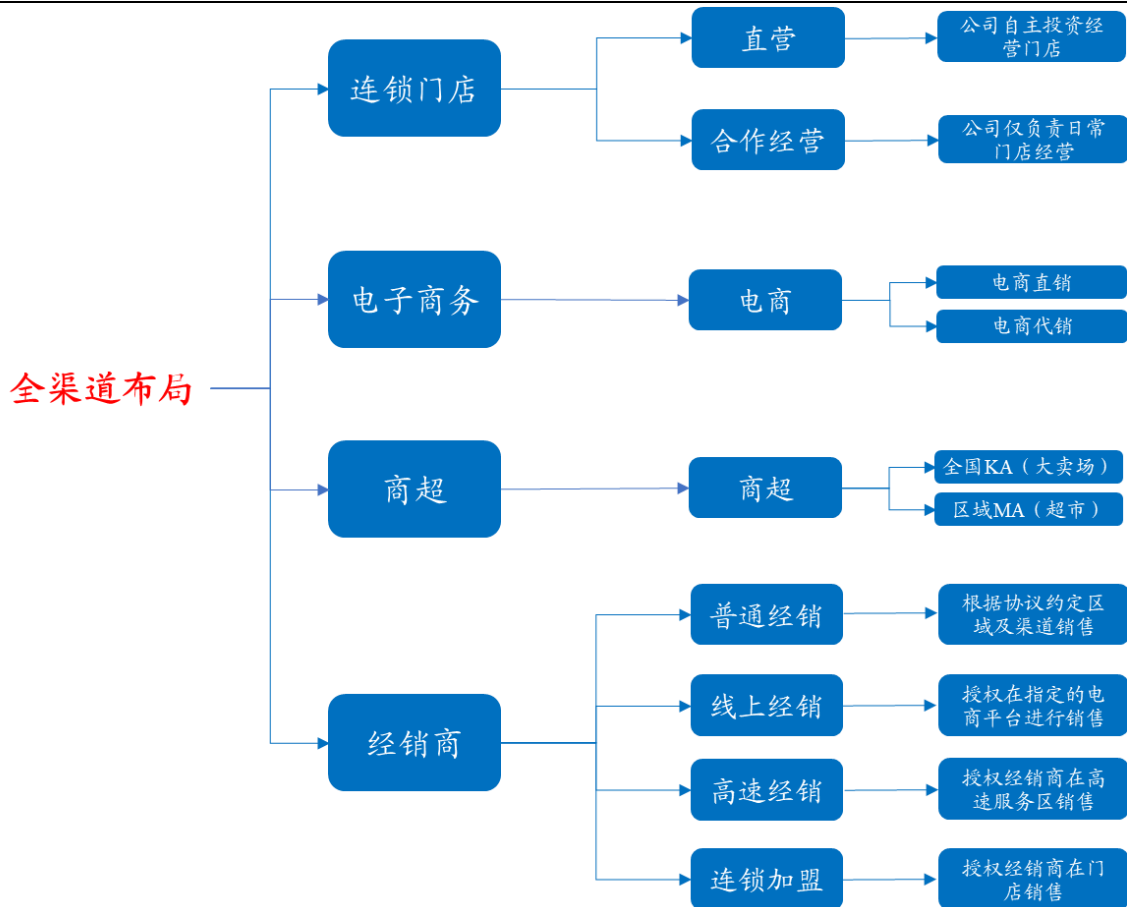 全渠道布局
连锁门店
直营
公司自主投资经
营门店
合作经营
公司仅负责日常
门店经营
电子商务
电商
电商直销
电商代销
商超
商超
全国KA（大卖场）
区域MA（超市）
经销商
普通经销
根据协议约定区
域及渠道销售
线上经销
授权在指定的电
商平台进行销售
高速经销
授权经销商在高
速服务区销售
连锁加盟
授权经销商在门
店销售